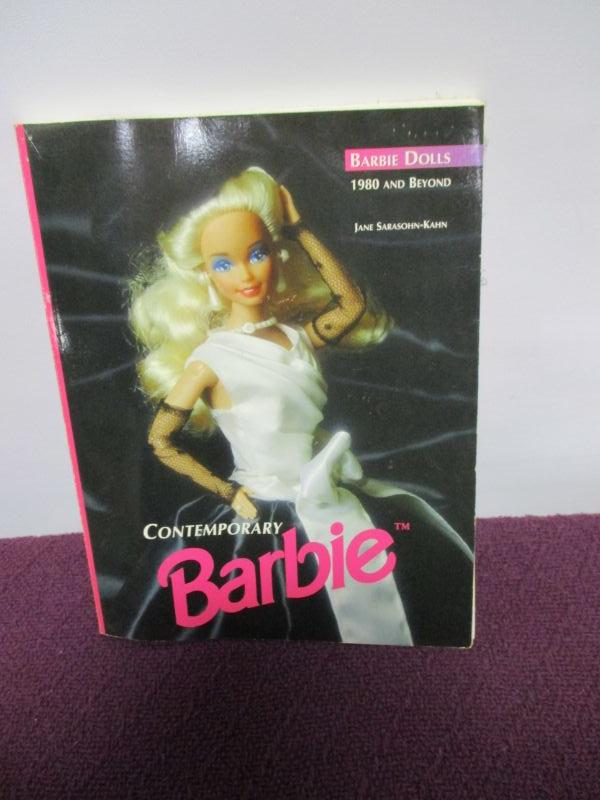 BARBIE DOLLS
1980 AND BEYOND
JANE SARASOHN-KAHN
CONTEMPORARY
Barbie™